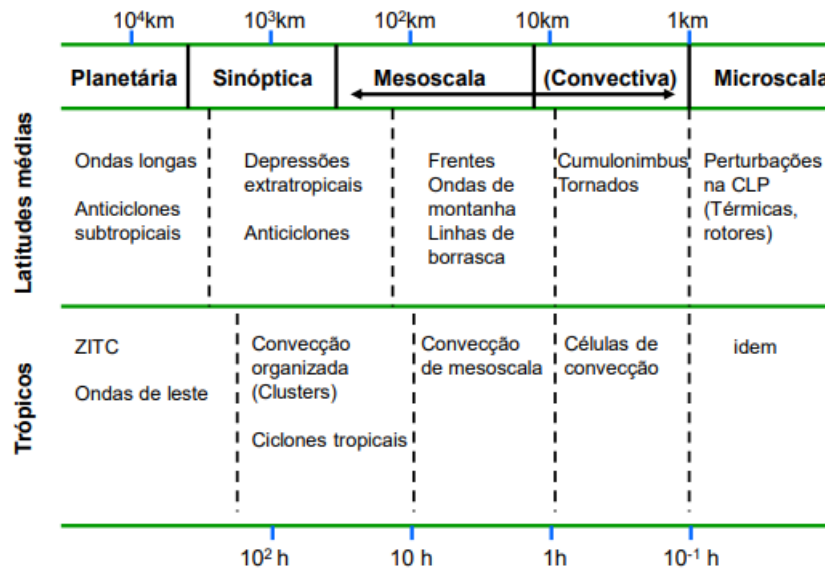 10⁴km 10³km 10²km 10km 1km
Planetária Sinóptica Mesoscala (Convectiva) Microscala
Latitudes médias
Ondas longas
Anticiclones
subtropicais
Depressões
extratropicais
Anticiclones
Frentes
Ondas de
montanha
Linhas de
borrasca
Cumulonimbus
Tornados
Perturbações
na CLP
(Térmicas,
rotores)
Trópicos
ZITC
Ondas de leste
Convecção
organizada
(Clusters)
Ciclones tropicais
Convecção
de mesoscala
Células de
convecção
idem
10² h 10 h 1h 10⁻¹ h